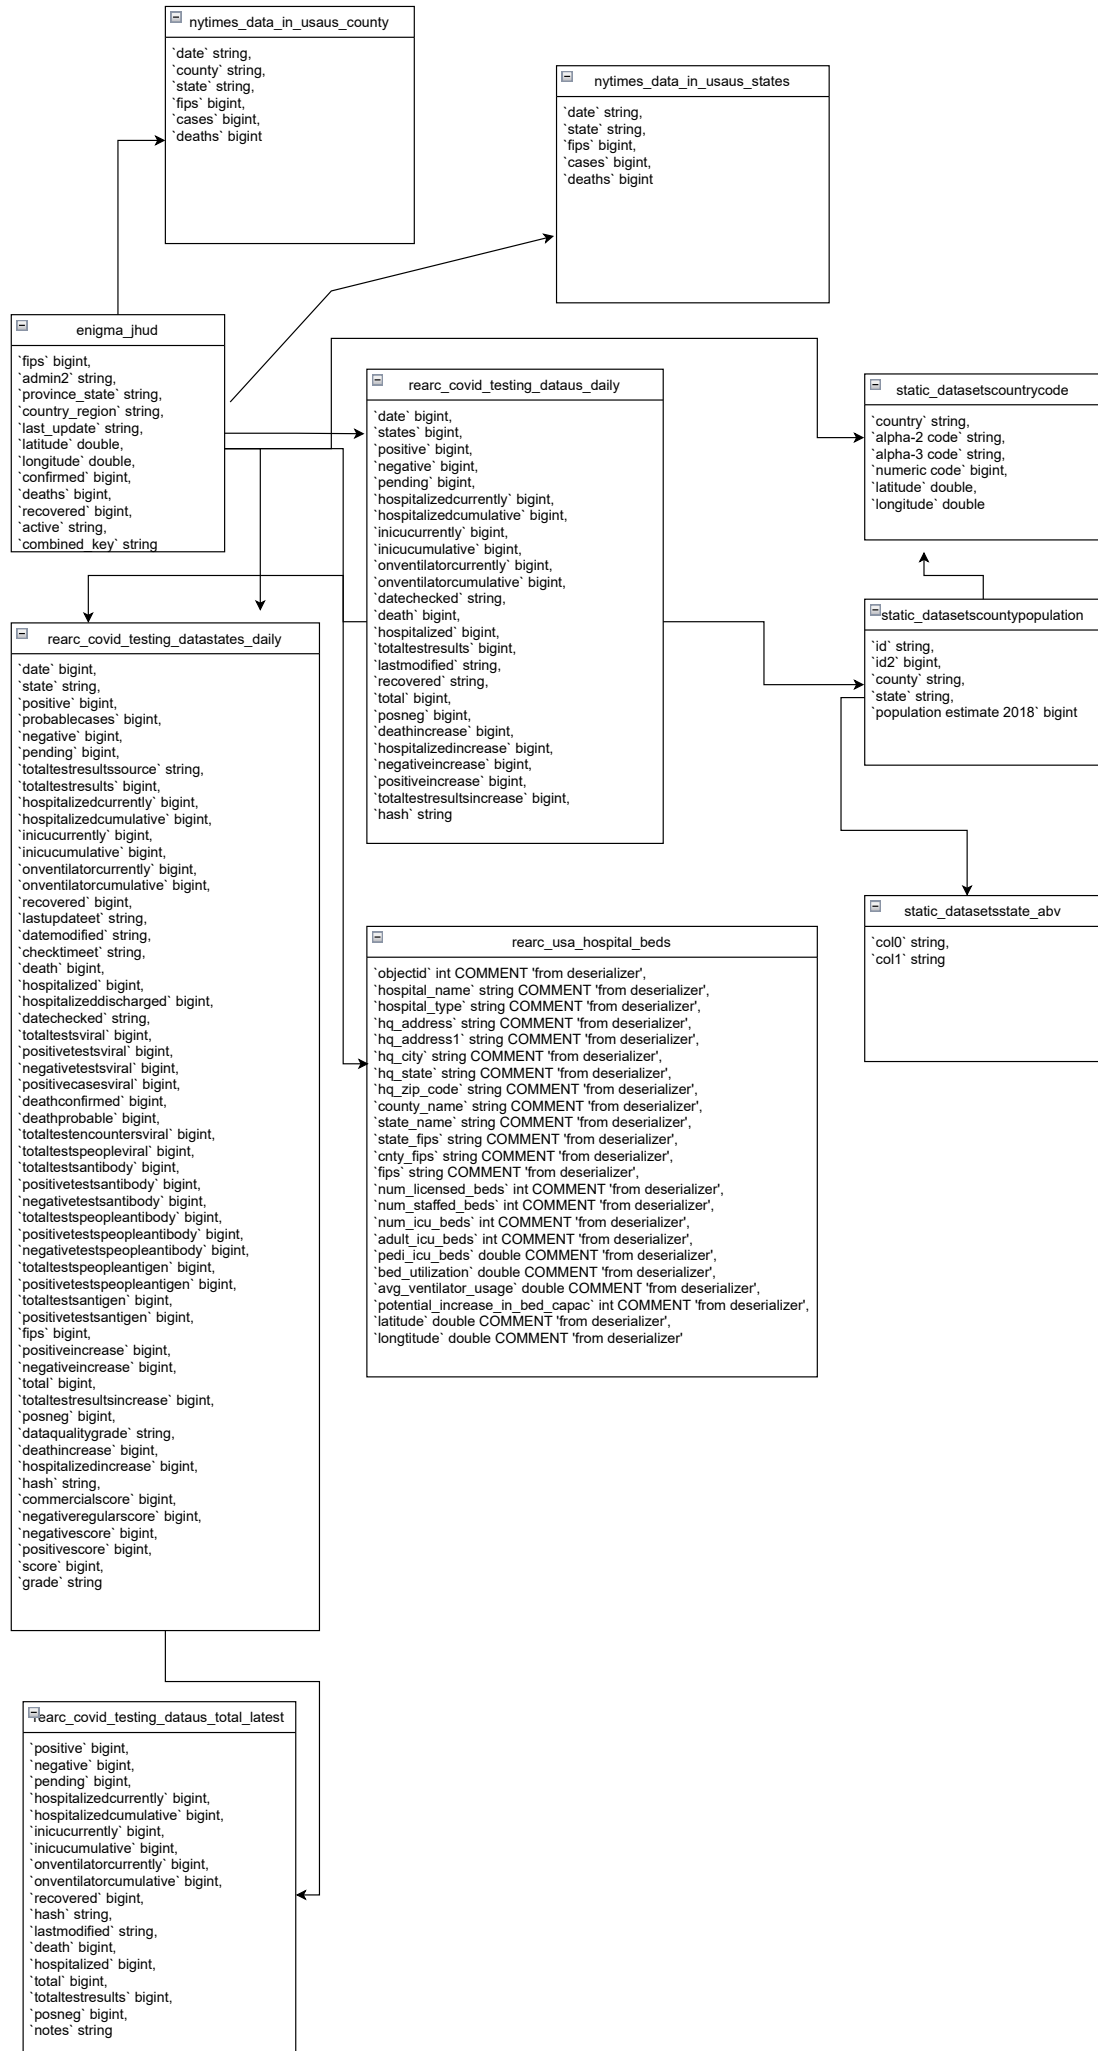 nytimes_data_in_usaus_county
`date` string,
`county` string,
`state` string,
`fips` bigint,
`cases` bigint,
`deaths` bigint
nytimes_data_in_usaus_states
`date` string,
`state` string,
`fips` bigint,
`cases` bigint,
`deaths` bigint
enigma_jhud
`fips` bigint,
`admin2` string,
`province_state` string,
`country_region` string,
`last_update` string,
`latitude` double,
`longitude` double,
`confirmed` bigint,
`deaths` bigint,
`recovered` bigint,
`active` string,
`combined_key` string
rearc_covid_testing_dataus_daily
`date` bigint,
`states` bigint,
`positive` bigint,
`negative` bigint,
`pending` bigint,
`hospitalizedcurrently` bigint,
`hospitalizedcumulative` bigint,
`inicucurrently` bigint,
`inicucumulative` bigint,
`onventilatorcurrently` bigint,
`onventilatorcumulative` bigint,
`datechecked` string,
`death` bigint,
`hospitalized` bigint,
`totaltestresults` bigint,
`lastmodified` string,
`recovered` string,
`total` bigint,
`posneg` bigint,
`deathincrease` bigint,
`hospitalizedincrease` bigint,
`negativeincrease` bigint,
`positiveincrease` bigint,
`totaltestresultsincrease` bigint,
`hash` string
static_datasetscountrycode
`country` string,
`alpha-2 code` string,
`alpha-3 code` string,
`numeric code` bigint,
`latitude` double,
`longitude` double
static_datasetscountypopulation
`id` string,
`id2` bigint,
`county` string,
`state` string,
`population estimate 2018` bigint
static_datasetsstate_abv
`col0` string,
`col1` string
rearc_covid_testing_datastates_daily
`date` bigint,
`state` string,
`positive` bigint,
`probablecases` bigint,
`negative` bigint,
`pending` bigint,
`totaltestresultssource` string,
`totaltestresults` bigint,
`hospitalizedcurrently` bigint,
`hospitalizedcumulative` bigint,
`inicucurrently` bigint,
`inicucumulative` bigint,
`onventilatorcurrently` bigint,
`onventilatorcumulative` bigint,
`recovered` bigint,
`lastupdateet` string,
`datemodified` string,
`checktimeet` string,
`death` bigint,
`hospitalized` bigint,
`hospitalizeddischarged` bigint,
`datechecked` string,
`totaltestsviral` bigint,
`positivetestsviral` bigint,
`negativetestsviral` bigint,
`positivecasesviral` bigint,
`deathconfirmed` bigint,
`deathprobable` bigint,
`totaltestencountersviral` bigint,
`totaltestspeopleviral` bigint,
`totaltestsantibody` bigint,
`positivetestsantibody` bigint,
`negativetestsantibody` bigint,
`totaltestspeopleantibody` bigint,
`positivetestspeopleantibody` bigint,
`negativetestspeopleantibody` bigint,
`totaltestspeopleantigen` bigint,
`positivetestspeopleantigen` bigint,
`totaltestsantigen` bigint,
`positivetestsantigen` bigint,
`fips` bigint,
`positiveincrease` bigint,
`negativeincrease` bigint,
`total` bigint,
`totaltestresultsincrease` bigint,
`posneg` bigint,
`dataqualitygrade` string,
`deathincrease` bigint,
`hospitalizedincrease` bigint,
`hash` string,
`commercialscore` bigint,
`negativeregularscore` bigint,
`negativescore` bigint,
`positivescore` bigint,
`score` bigint,
`grade` string
rearc_usa_hospital_beds
`objectid` int COMMENT 'from deserializer',
`hospital_name` string COMMENT 'from deserializer',
`hospital_type` string COMMENT 'from deserializer',
`hq_address` string COMMENT 'from deserializer',
`hq_address1` string COMMENT 'from deserializer',
`hq_city` string COMMENT 'from deserializer',
`hq_state` string COMMENT 'from deserializer',
`hq_zip_code` string COMMENT 'from deserializer',
`county_name` string COMMENT 'from deserializer',
`state_name` string COMMENT 'from deserializer',
`state_fips` string COMMENT 'from deserializer',
`cnty_fips` string COMMENT 'from deserializer',
`fips` string COMMENT 'from deserializer',
`num_licensed_beds` int COMMENT 'from deserializer',
`num_staffed_beds` int COMMENT 'from deserializer',
`num_icu_beds` int COMMENT 'from deserializer',
`adult_icu_beds` int COMMENT 'from deserializer',
`pedi_icu_beds` double COMMENT 'from deserializer',
`bed_utilization` double COMMENT 'from deserializer',
`avg_ventilator_usage` double COMMENT 'from deserializer',
`potential_increase_in_bed_capac` int COMMENT 'from deserializer',
`latitude` double COMMENT 'from deserializer',
`longtitude` double COMMENT 'from deserializer'
rearc_covid_testing_dataus_total_latest
`positive` bigint,
`negative` bigint,
`pending` bigint,
`hospitalizedcurrently` bigint,
`hospitalizedcumulative` bigint,
`inicucurrently` bigint,
`inicucumulative` bigint,
`onventilatorcurrently` bigint,
`onventilatorcumulative` bigint,
`recovered` bigint,
`hash` string,
`lastmodified` string,
`death` bigint,
`hospitalized` bigint,
`total` bigint,
`totaltestresults` bigint,
`posneg` bigint,
`notes` string